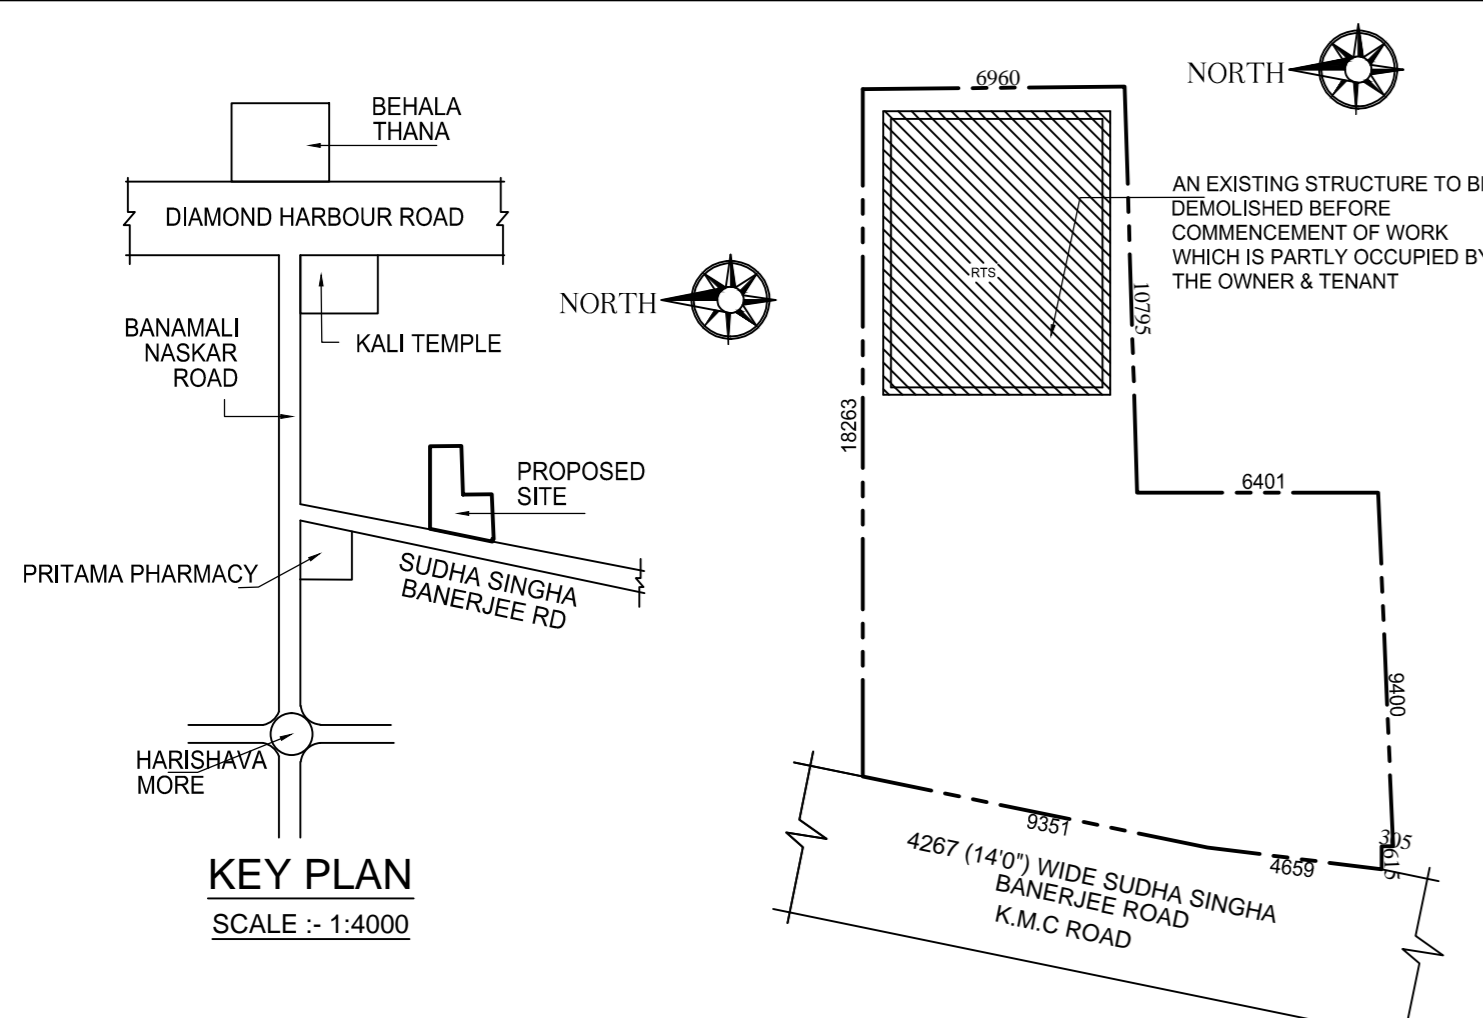 BEHALA
THANA
DIAMOND HARBOUR ROAD
BANAMALI
NASKAR
ROAD
KALI TEMPLE
NORTH
PROPOSED
SITE
PRITAMA PHARMACY
SUDHA SINGHA
BANERJEE RD
HARISHAVA
MORE
KEY PLAN
SCALE :- 1:4000
NORTH
6960
AN EXISTING STRUCTURE TO B
DEMOLISHED BEFORE
COMMENCEMENT OF WORK
WHICH IS PARTLY OCCUPIED BY
THE OWNER & TENANT
RTS
10795
18263
6401
9400
305
615
9351
4659
4267 (14'0") WIDE SUDHA SINGHA
BANERJEE ROAD
K.M.C ROAD